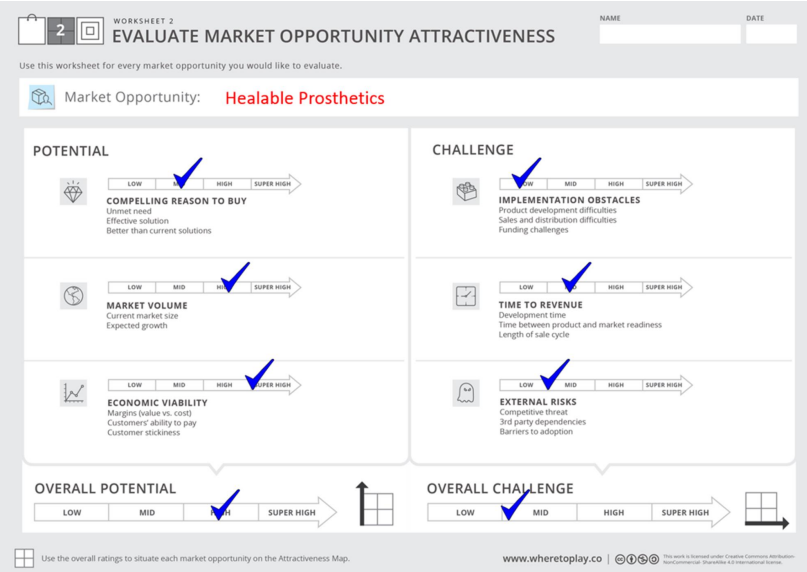 WORKSHEET 2
2
EVALUATE MARKET OPPORTUNITY ATTRACTIVENESS
NAME
DATE
Use this worksheet for every market opportunity you would like to evaluate.
Market Opportunity: Healable Prosthetics
POTENTIAL
LOW HIGH SUPER HIGH
COMPELLING REASON TO BUY
Unmet need
Effective solution
Better than current solutions
LOW MID SUPER HIGH
MARKET VOLUME
Current market size
Expected growth
LOW MID HIGH SUPER HIGH
ECONOMIC VIABILITY
Margins (value vs. cost)
Customers' ability to pay
Customer stickiness
CHALLENGE
LOW MID HIGH SUPER HIGH
IMPLEMENTATION OBSTACLES
Product development difficulties
Sales and distribution difficulties
Funding challenges
LOW HIGH SUPER HIGH
TIME TO REVENUE
Development time
Time between product and market readiness
Length of sale cycle
LOW MID HIGH SUPER HIGH
EXTERNAL RISKS
Competitive threat
3rd party dependencies
Barriers to adoption
OVERALL POTENTIAL
LOW MID HIGH SUPER HIGH
OVERALL CHALLENGE
LOW MID HIGH SUPER HIGH
Use the overall ratings to situate each market opportunity on the Attractiveness Map.
www.wheretoplay.co
This work is licensed under Creative Commons Attribution-
NonCommercial- ShareAlike 4.0 International license.